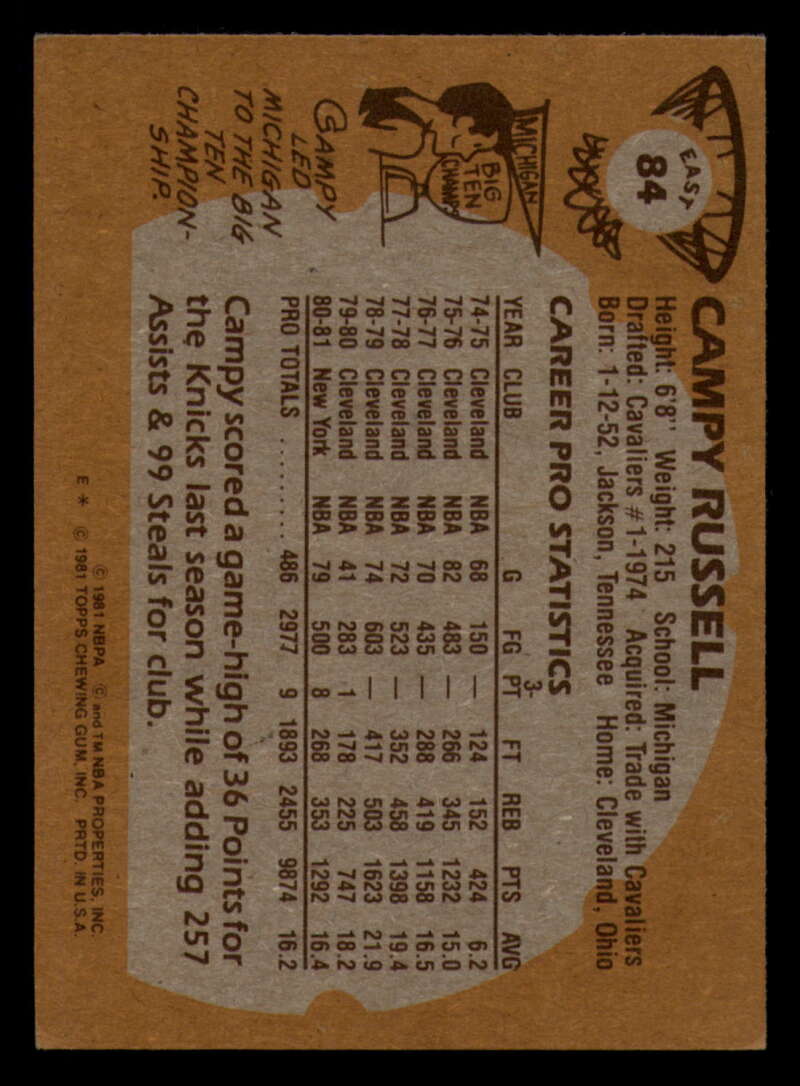 EAST
84
CAMPY RUSSELL
Height: 6'8" Weight: 215 School: Michigan
Drafted: Cavaliers #1-1974 Acquired: Trade with Cavaliers
Born: 1-12-52, Jackson, Tennessee Home: Cleveland, Ohio
MICHIGAN
BIG
TEN
CHAMPS
CAMPY
LED
MICHIGAN
TO THE BIG
TEN
CHAMPION-
SHIP.
CAREER PRO STATISTICS
YEAR CLUB G FG 3-PT FT REB PTS AVG
74-75 Cleveland NBA 68 150 — 124 152 424 6.2
75-76 Cleveland NBA 82 483 — 266 345 1232 15.0
76-77 Cleveland NBA 70 435 — 288 419 1158 16.5
77-78 Cleveland NBA 72 523 — 352 458 1398 19.4
78-79 Cleveland NBA 74 603 — 417 503 1623 21.9
79-80 Cleveland NBA 41 283 1 178 225 747 18.2
80-81 New York NBA 79 500 8 268 353 1292 16.4
PRO TOTALS ......... 486 2977 9 1893 2455 9874 16.2
Campy scored a game-high of 36 Points for
the Knicks last season while adding 257
Assists & 99 Steals for club.
© 1981 NBPA © and TM NBA PROPERTIES, INC.
E * © 1981 TOPPS CHEWING GUM, INC. PRTD. IN U.S.A.